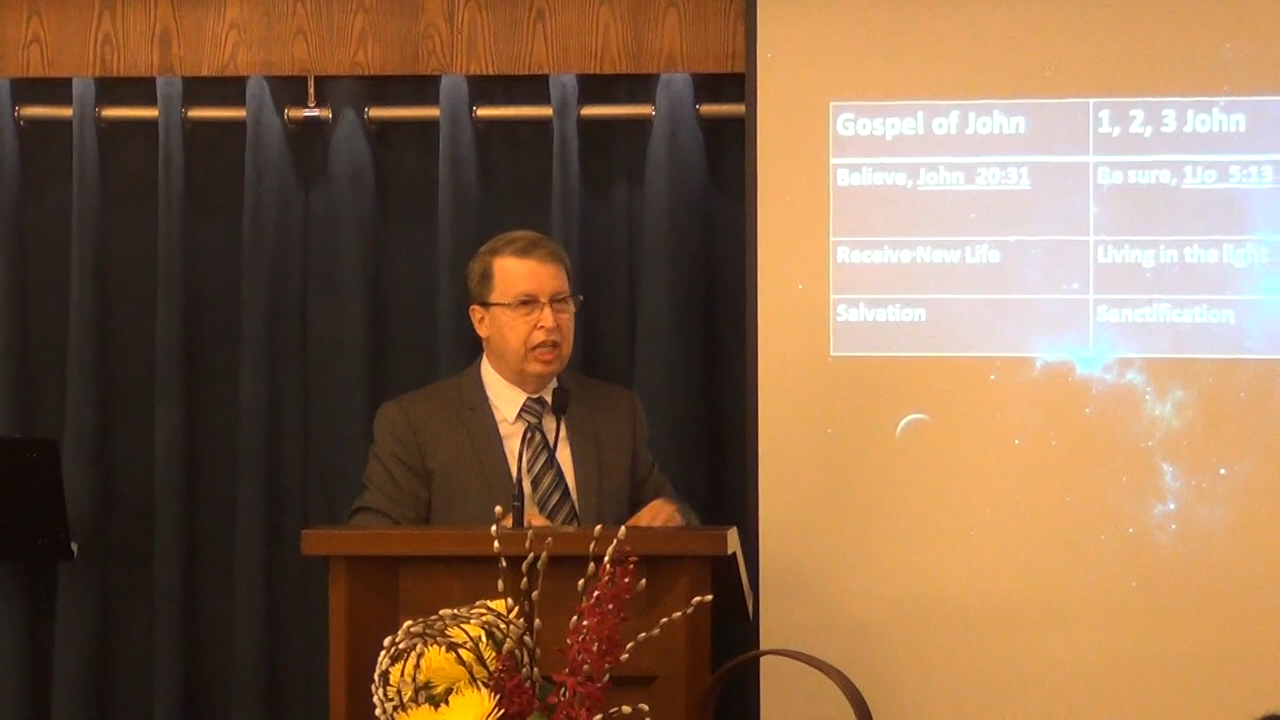 Gospel of John
1, 2, 3 John
Believe, John 20:31
Be sure, 1Jo 5:13
Receive New Life
Living in the light
Salvation
Sanctification